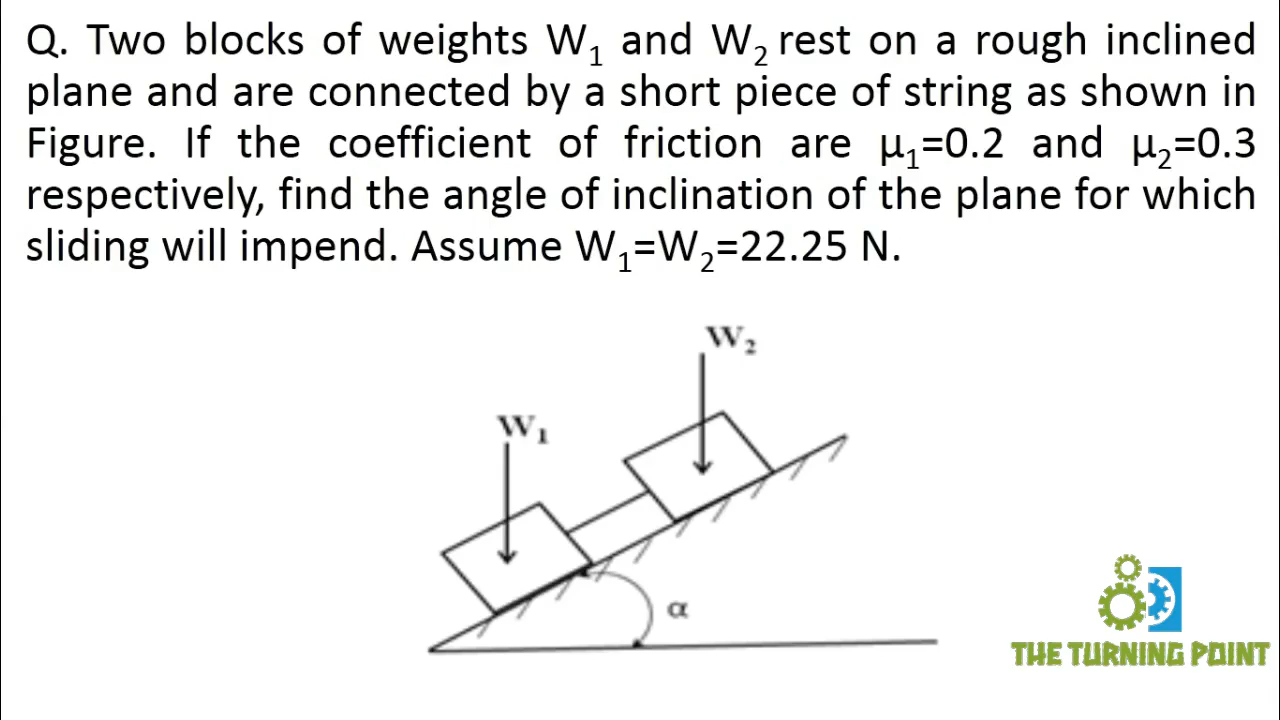 Q. Two blocks of weights W₁ and W₂ rest on a rough inclined
plane and are connected by a short piece of string as shown in
Figure. If the coefficient of friction are μ₁=0.2 and μ₂=0.3
respectively, find the angle of inclination of the plane for which
sliding will impend. Assume W₁=W₂=22.25 N.
W₂
W₁
α
THE TURNING POINT